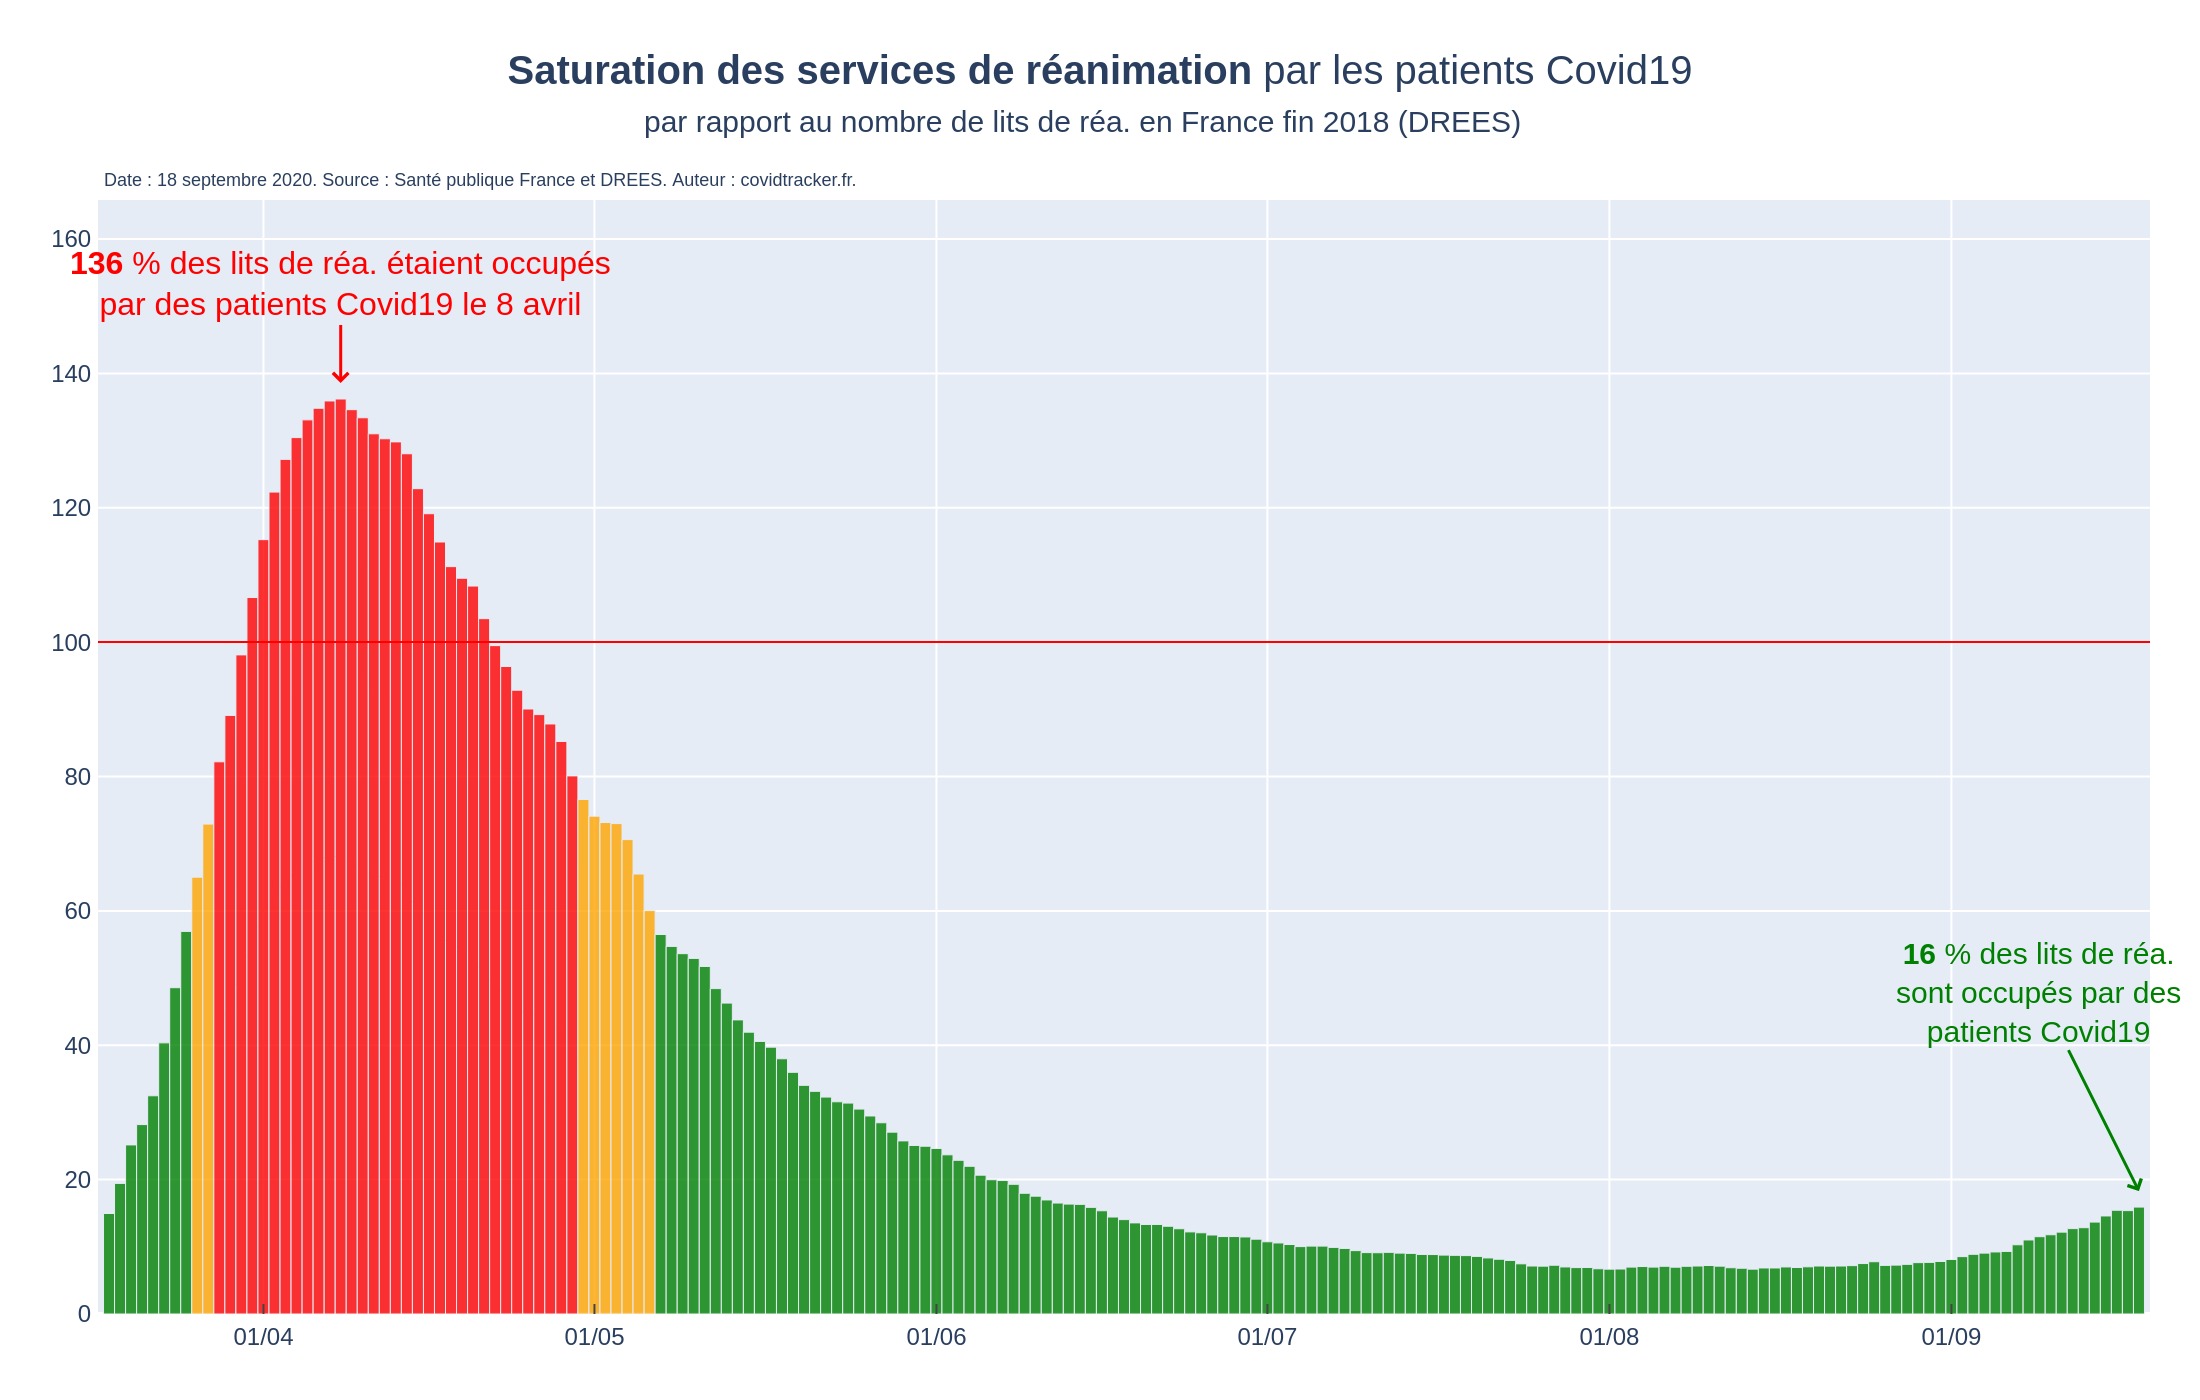 Saturation des services de réanimation par les patients Covid19
par rapport au nombre de lits de réa. en France fin 2018 (DREES)
Date : 18 septembre 2020. Source : Santé publique France et DREES. Auteur : covidtracker.fr.
160
136 % des lits de réa. étaient occupés
par des patients Covid19 le 8 avril
140
120
100
80
60
16 % des lits de réa.
sont occupés par des
patients Covid19
40
20
0
01/04
01/05
01/06
01/07
01/08
01/09